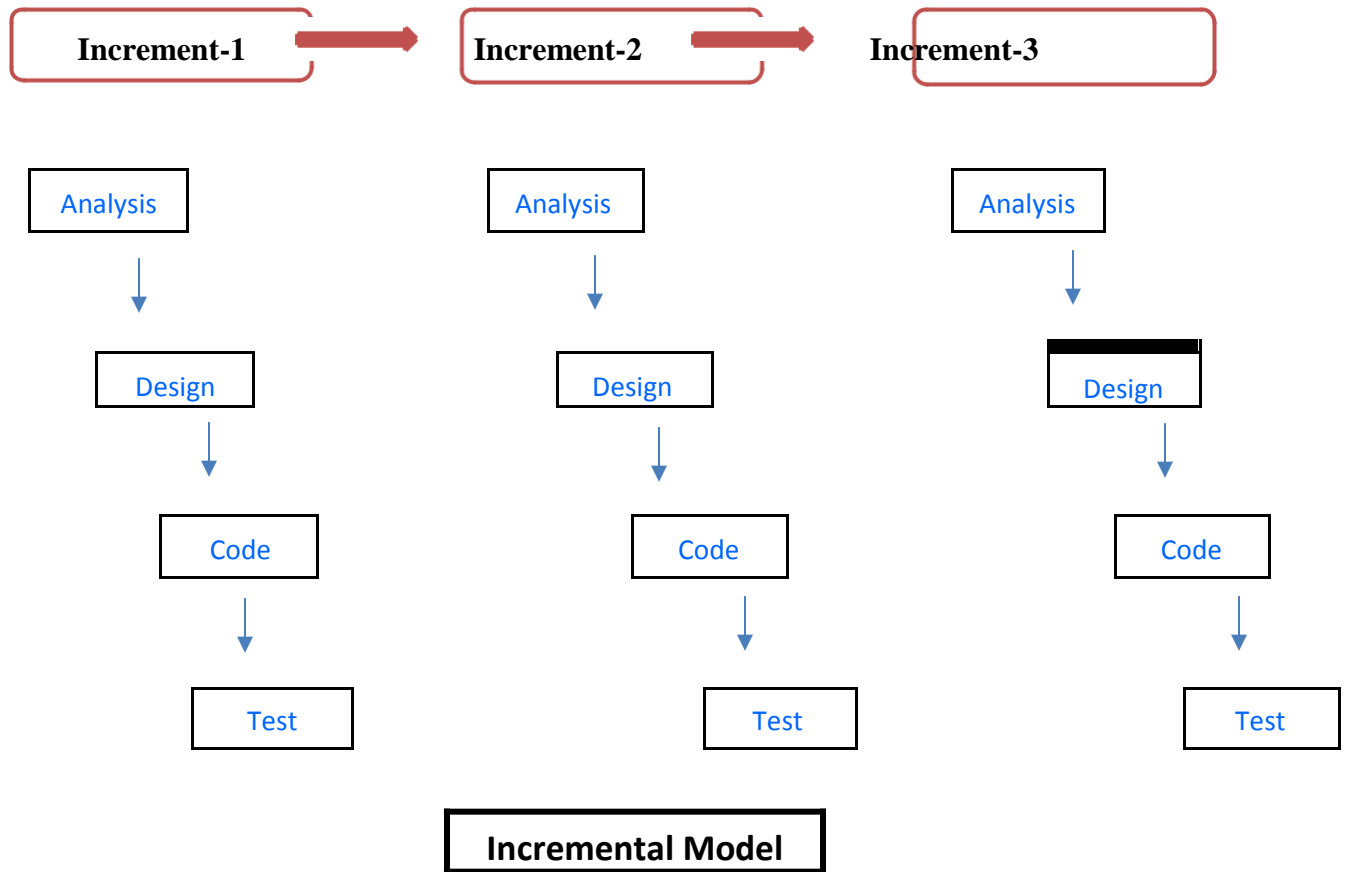 Increment-1 Increment-2 Increment-3
Analysis Analysis Analysis
Design Design Design
Code Code Code
Test Test Test
Incremental Model